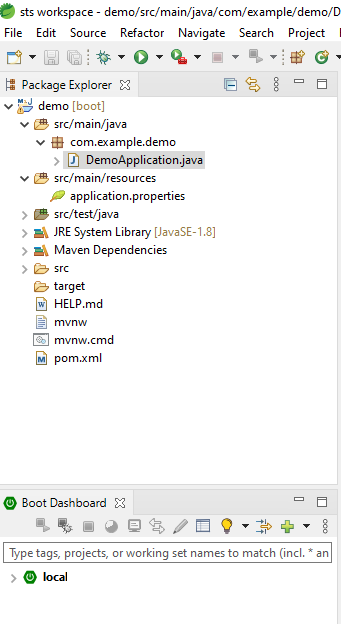 sts workspace - demo/src/main/java/com/example/demo/D
File Edit Source Refactor Navigate Search Project
Package Explorer
demo [boot]
src/main/java
com.example.demo
DemoApplication.java
src/main/resources
application.properties
src/test/java
JRE System Library [JavaSE-1.8]
Maven Dependencies
src
target
HELP.md
mvnw
mvnw.cmd
pom.xml
Boot Dashboard
Type tags, projects, or working set names to match (incl. * an
local